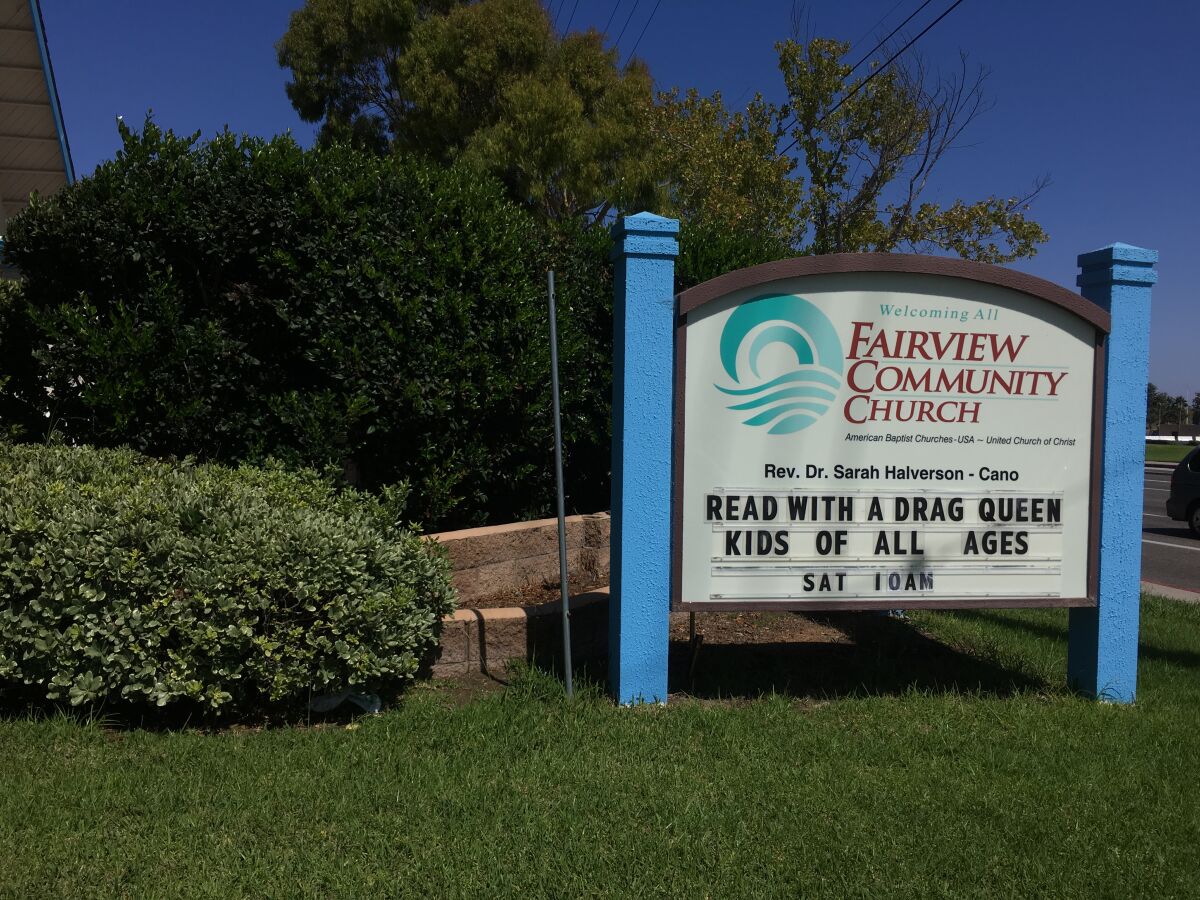 Welcoming All
FAIRVIEW
COMMUNITY
CHURCH
American Baptist Churches-USA ~ United Church of Christ
Rev. Dr. Sarah Halverson - Cano
READ WITH A DRAG QUEEN
KIDS OF ALL AGES
SAT 10AM